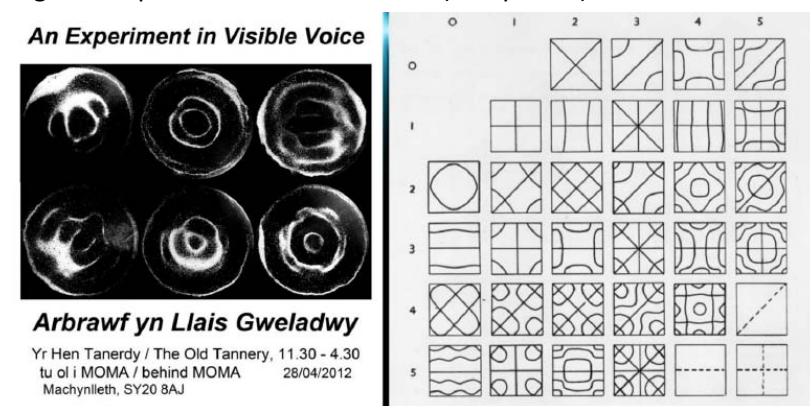 An Experiment in Visible Voice
Arbrawf yn Llais Gweladwy
Yr Hen Tanerdy / The Old Tannery, 11.30 - 4.30
tu ol i MOMA / behind MOMA 28/04/2012
Machynlleth, SY20 8AJ
0 1 2 3 4 5
0
1
2
3
4
5